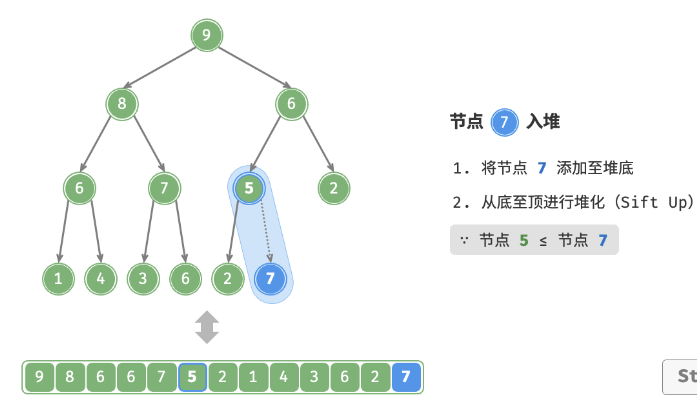 9
8 6
6 7 5 2
1 4 3 6 2 7
节点 7 入堆
1. 将节点 7 添加至堆底
2. 从底至顶进行堆化（Sift Up）
∵ 节点 5 ≤ 节点 7
9 8 6 6 7 5 2 1 4 3 6 2 7
St